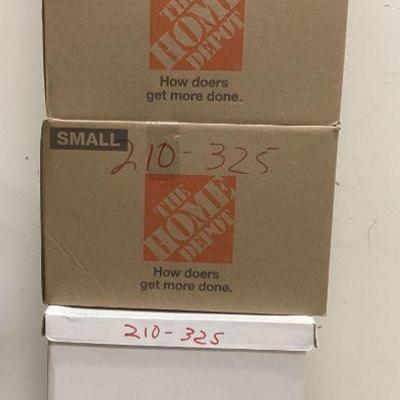 THE
HOME
DEPOT
How doers
get more done.
SMALL
210-325
THE
HOME
DEPOT
How doers
get more done.
210-325